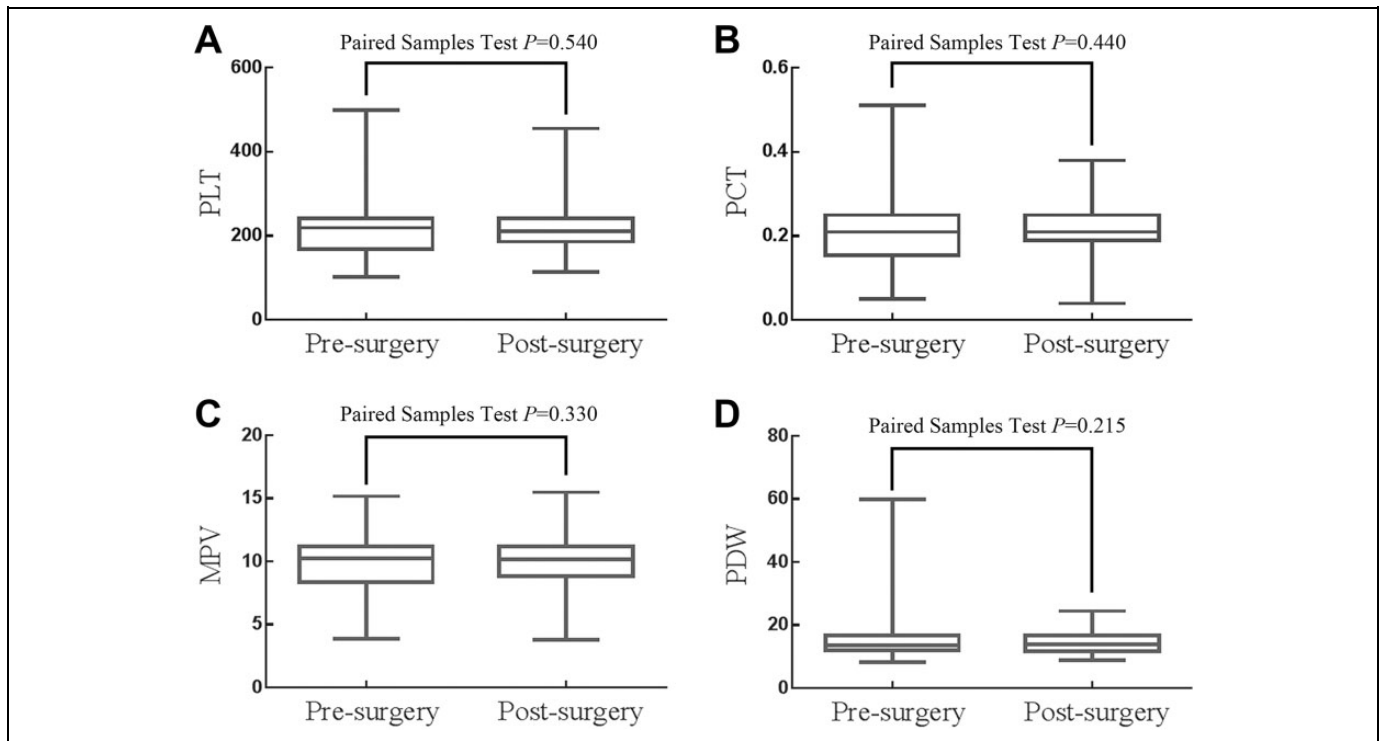 A
Paired Samples Test P=0.540
600
400
200
0
PLT
Pre-surgery
Post-surgery
B
Paired Samples Test P=0.440
0.6
0.4
0.2
0.0
PCT
Pre-surgery
Post-surgery
C
Paired Samples Test P=0.330
20
15
10
5
0
MPV
Pre-surgery
Post-surgery
D
Paired Samples Test P=0.215
80
60
40
20
0
PDW
Pre-surgery
Post-surgery